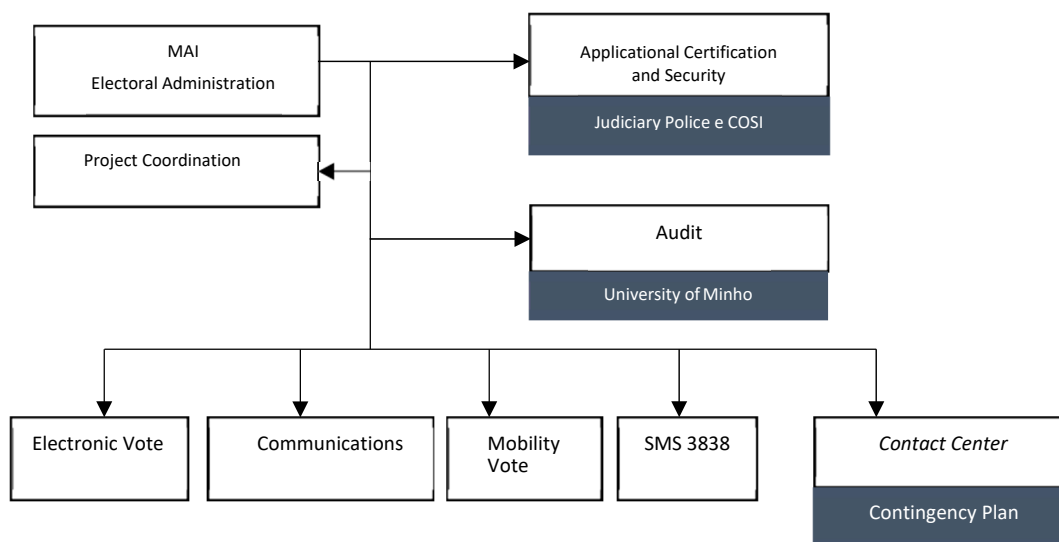 MAI
Electoral Administration
Applicational Certification
and Security
Judiciary Police e COSI
Project Coordination
Audit
University of Minho
Electronic Vote
Communications
Mobility
Vote
SMS 3838
Contact Center
Contingency Plan